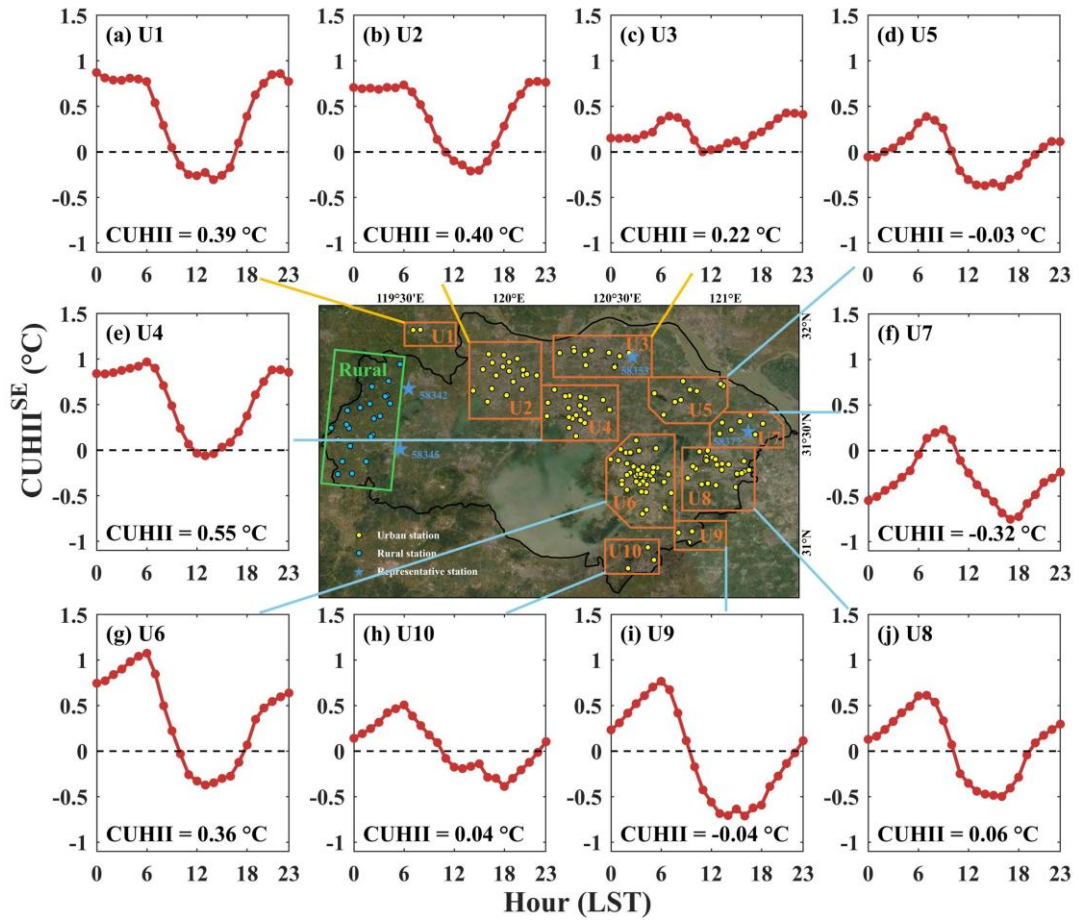 (a) U1
(b) U2
(c) U3
(d) U5
1.5
1
0.5
0
-0.5
-1
CUHII = 0.39 °C
0 6 12 18 23
1.5
1
0.5
0
-0.5
-1
CUHII = 0.40 °C
0 6 12 18 23
1.5
1
0.5
0
-0.5
-1
CUHII = 0.22 °C
0 6 12 18 23
1.5
1
0.5
0
-0.5
-1
CUHII = -0.03 °C
0 6 12 18 23
CUHII^SE (°C)
(e) U4
1.5
1
0.5
0
-0.5
-1
CUHII = 0.55 °C
0 6 12 18 23
119°30'E 120°E 120°30'E 121°E
32°N
31°30'N
31°N
Rural
U1
U2
U3
U4
U5
U6
U8
U9
U10
58342
58345
58353
Urban station
Rural station
Representative station
(f) U7
1.5
1
0.5
0
-0.5
-1
CUHII = -0.32 °C
0 6 12 18 23
(g) U6
1.5
1
0.5
0
-0.5
-1
CUHII = 0.36 °C
0 6 12 18 23
(h) U10
1.5
1
0.5
0
-0.5
-1
CUHII = 0.04 °C
0 6 12 18 23
(i) U9
1.5
1
0.5
0
-0.5
-1
CUHII = -0.04 °C
0 6 12 18 23
(j) U8
1.5
1
0.5
0
-0.5
-1
CUHII = 0.06 °C
0 6 12 18 23
Hour (LST)